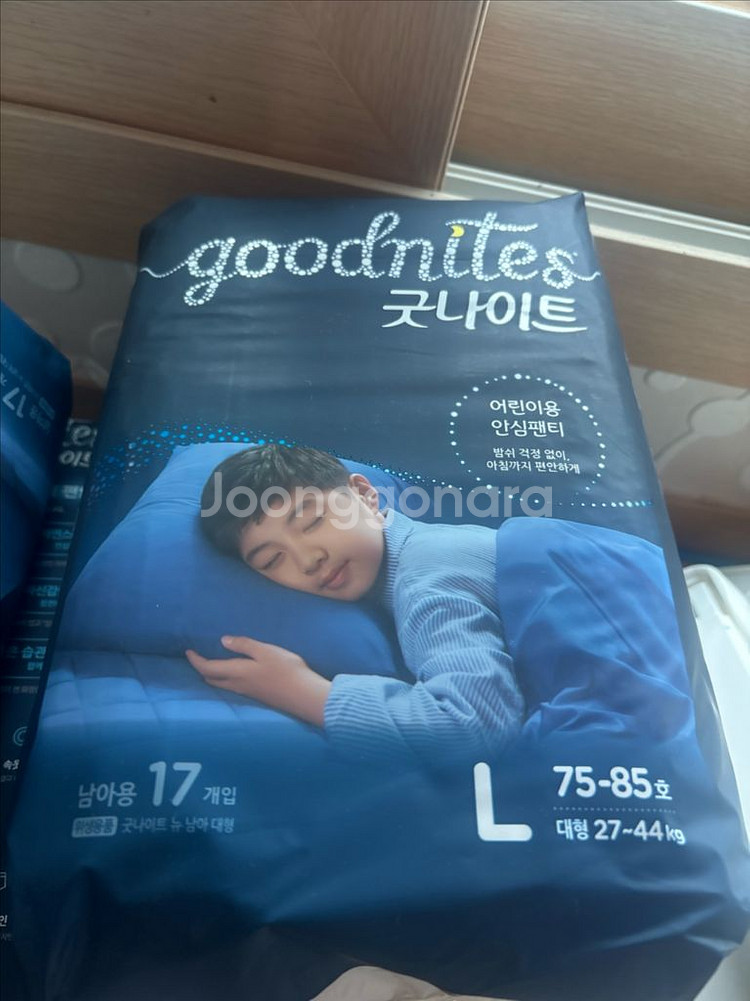 goodnites
굿나이트
어린이용
안심팬티
밤쉬 걱정 없이,
아침까지 편안하게
Joonggonara
남아용 17 개입
위생용품 굿나이트 뉴 남아 대형
L
75-85호
대형 27~44kg
17